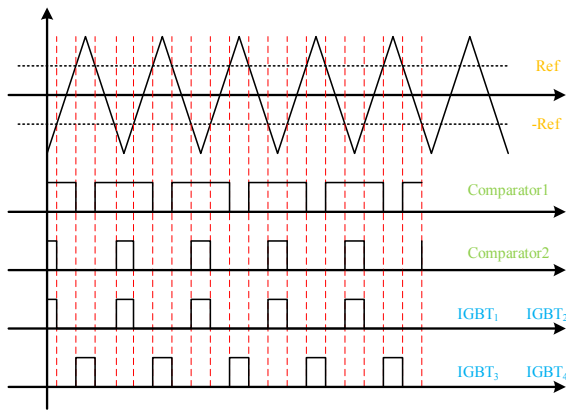 Ref
-Ref
Comparator1
Comparator2
IGBT₁ IGBT₂
IGBT₃ IGBT₄